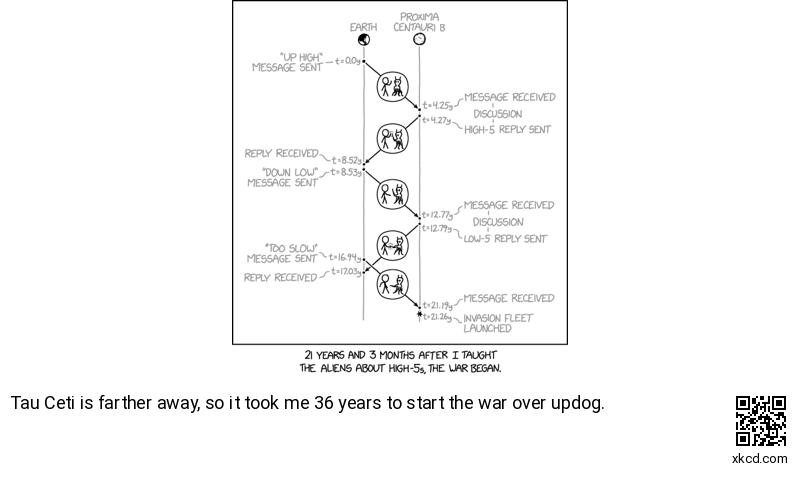 EARTH
PROXIMA
CENTAURI B
"UP HIGH"
MESSAGE SENT
t=0.0y
t=4.25y
MESSAGE RECEIVED
DISCUSSION
t=4.27y
HIGH-5 REPLY SENT
REPLY RECEIVED
t=8.52y
"DOWN LOW"
MESSAGE SENT
t=8.53y
t=12.77y
MESSAGE RECEIVED
DISCUSSION
t=12.79y
LOW-5 REPLY SENT
"TOO SLOW"
MESSAGE SENT
t=16.94y
REPLY RECEIVED
t=17.03y
t=21.19y
MESSAGE RECEIVED
t=21.26y
INVASION FLEET
LAUNCHED
21 YEARS AND 3 MONTHS AFTER I TAUGHT
THE ALIENS ABOUT HIGH-5s, THE WAR BEGAN.
Tau Ceti is farther away, so it took me 36 years to start the war over updog.
xkcd.com